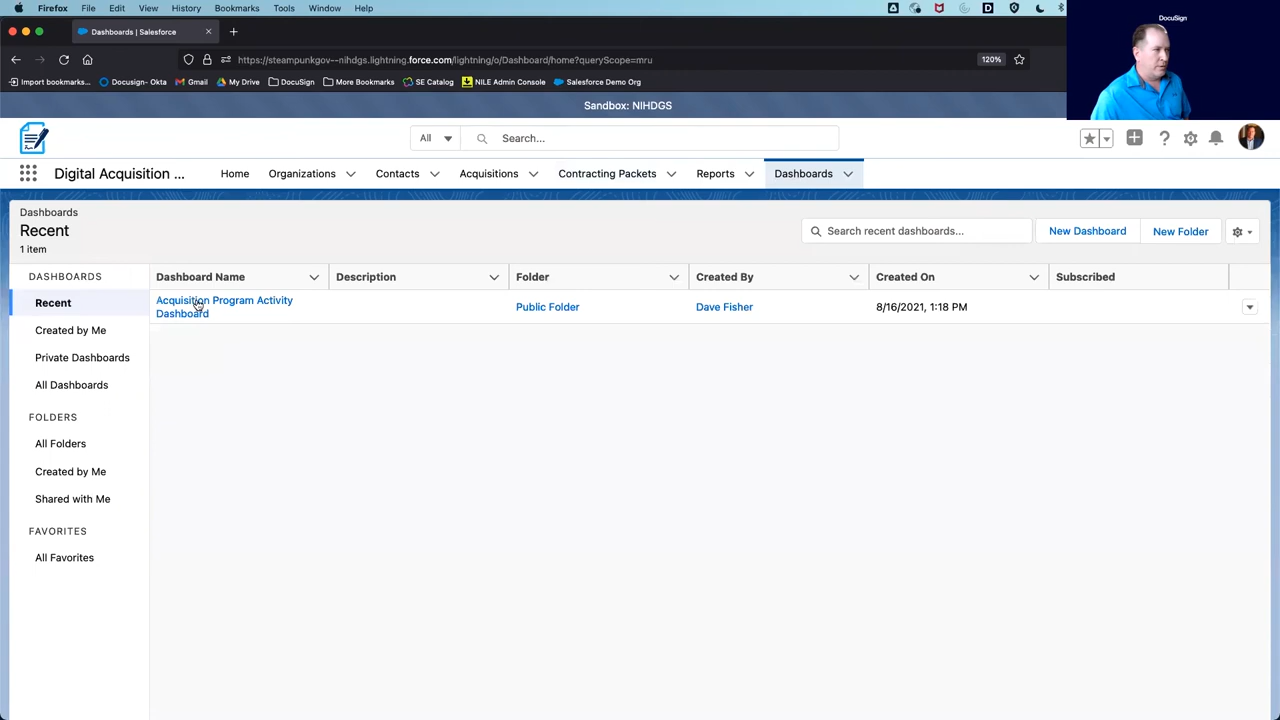 Firefox File Edit View History Bookmarks Tools Window Help
DocuSign
Dashboards | Salesforce
https://steampunkgov--nihdgs.lightning.force.com/lightning/o/Dashboard/home?queryScope=mru 120%
Import bookmarks... Docusign- Okta Gmail My Drive DocuSign More Bookmarks SE Catalog NILE Admin Console Salesforce Demo Org
Sandbox: NIHDGS
All Search...
Digital Acquisition ... Home Organizations Contacts Acquisitions Contracting Packets Reports Dashboards
Dashboards
Recent
1 item
Search recent dashboards... New Dashboard New Folder
DASHBOARDS Dashboard Name Description Folder Created By Created On Subscribed
Recent Acquisition Program Activity Dashboard Public Folder Dave Fisher 8/16/2021, 1:18 PM
Created by Me
Private Dashboards
All Dashboards
FOLDERS
All Folders
Created by Me
Shared with Me
FAVORITES
All Favorites